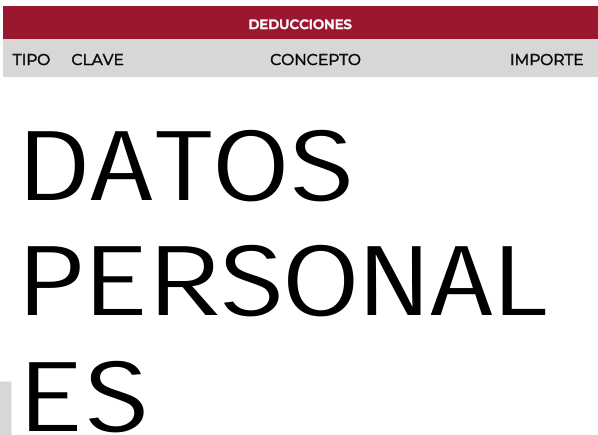 DEDUCCIONES
TIPO CLAVE CONCEPTO IMPORTE
DATOS
PERSONAL
ES